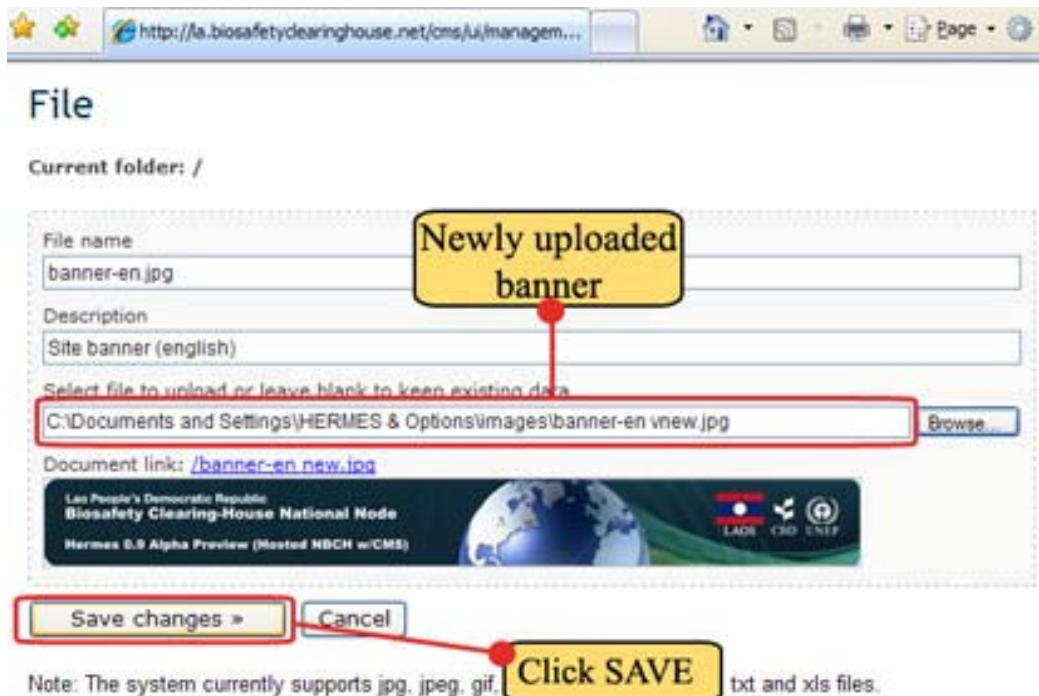 http://la.biosafetyclearinghouse.net/cms/ui/managem...
Page
File
Current folder: /
File name
banner-en.jpg
Newly uploaded
banner
Description
Site banner (english)
Select file to upload or leave blank to keep existing data
C:\Documents and Settings\HERMES & Options\images\banner-en vnew.jpg
Browse...
Document link: /banner-en new.jpg
Lao People's Democratic Republic
Biosafety Clearing-House National Node
Hermes 0.9 Alpha Preview (Hosted NBCH w/CMS)
LAOS CBD UNEP
Save changes »
Cancel
Click SAVE
Note: The system currently supports jpg, jpeg, gif, txt and xls files.